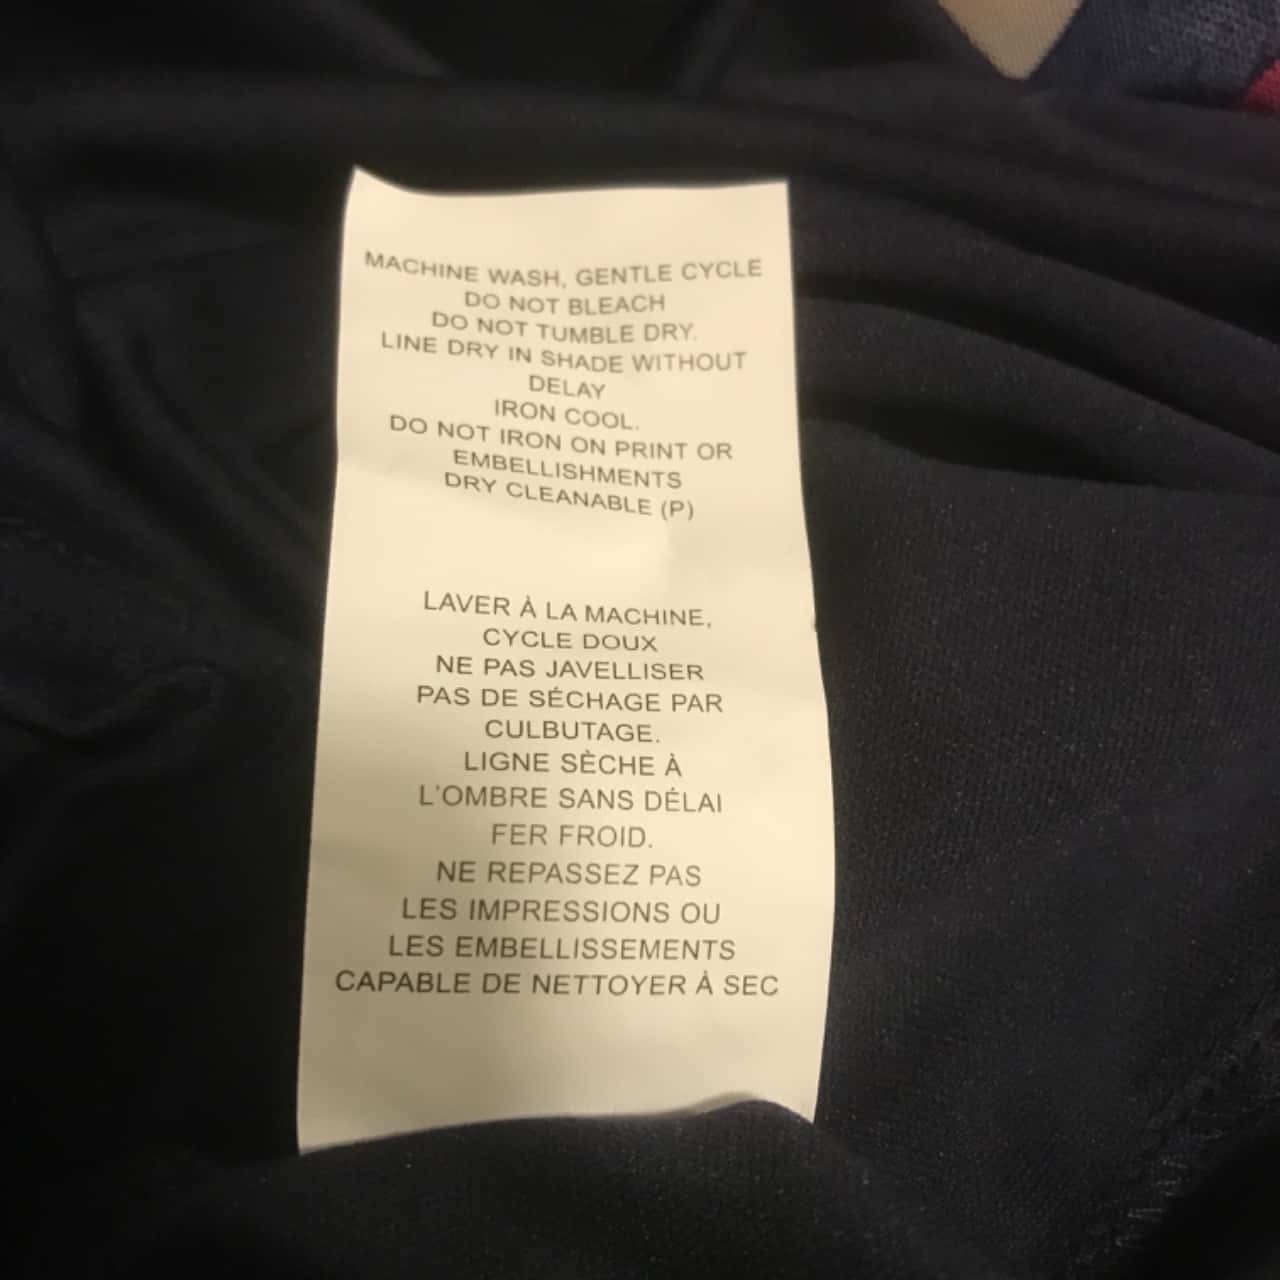 MACHINE WASH, GENTLE CYCLE
DO NOT BLEACH
DO NOT TUMBLE DRY.
LINE DRY IN SHADE WITHOUT
DELAY
IRON COOL.
DO NOT IRON ON PRINT OR
EMBELLISHMENTS
DRY CLEANABLE (P)
LAVER À LA MACHINE,
CYCLE DOUX
NE PAS JAVELLISER
PAS DE SÉCHAGE PAR
CULBUTAGE.
LIGNE SÈCHE À
L'OMBRE SANS DÉLAI
FER FROID.
NE REPASSEZ PAS
LES IMPRESSIONS OU
LES EMBELLISSEMENTS
CAPABLE DE NETTOYER À SEC